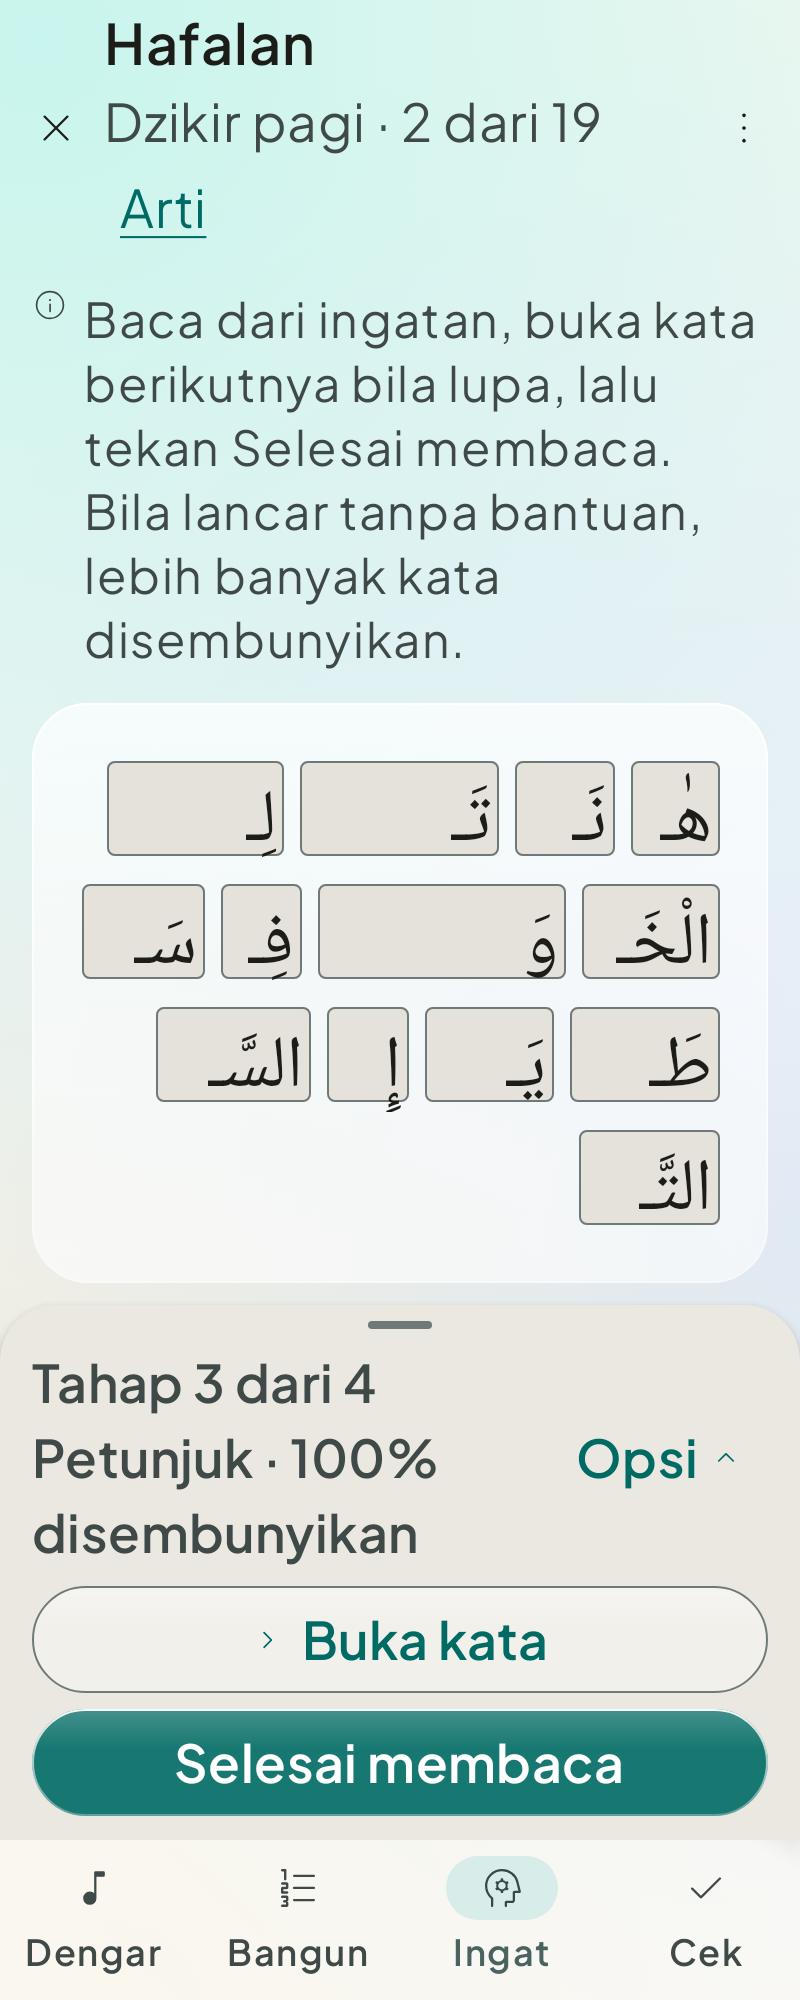 Hafalan
Dzikir pagi · 2 dari 19
Arti
Baca dari ingatan, buka kata
berikutnya bila lupa, lalu
tekan Selesai membaca.
Bila lancar tanpa bantuan,
lebih banyak kata
disembunyikan.
هٰـ نَـ تَـ لِـ
الْخَـ وَ فِـ سَـ
طَـ يَـ إِ السَّـ
التَّـ
Tahap 3 dari 4
Petunjuk · 100%
disembunyikan
Opsi
Buka kata
Selesai membaca
Dengar Bangun Ingat Cek